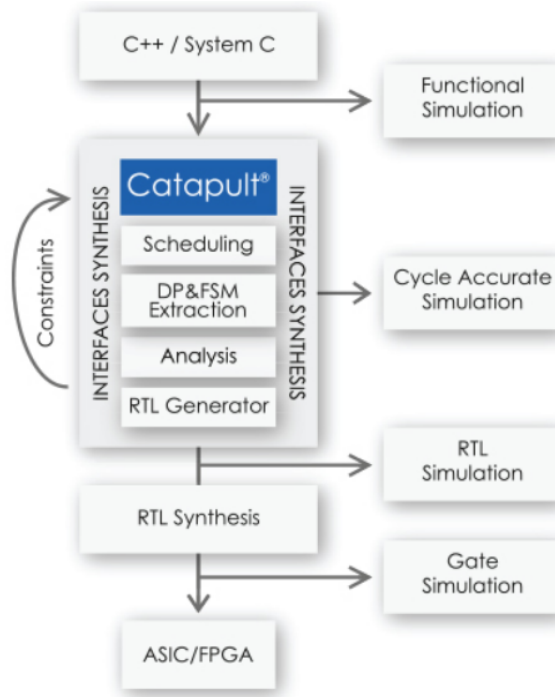 C++ / System C
Functional
Simulation
Catapult®
INTERFACES SYNTHESIS
INTERFACES SYNTHESIS
Constraints
Scheduling
DP&FSM
Extraction
Analysis
RTL Generator
Cycle Accurate
Simulation
RTL
Simulation
RTL Synthesis
Gate
Simulation
ASIC/FPGA